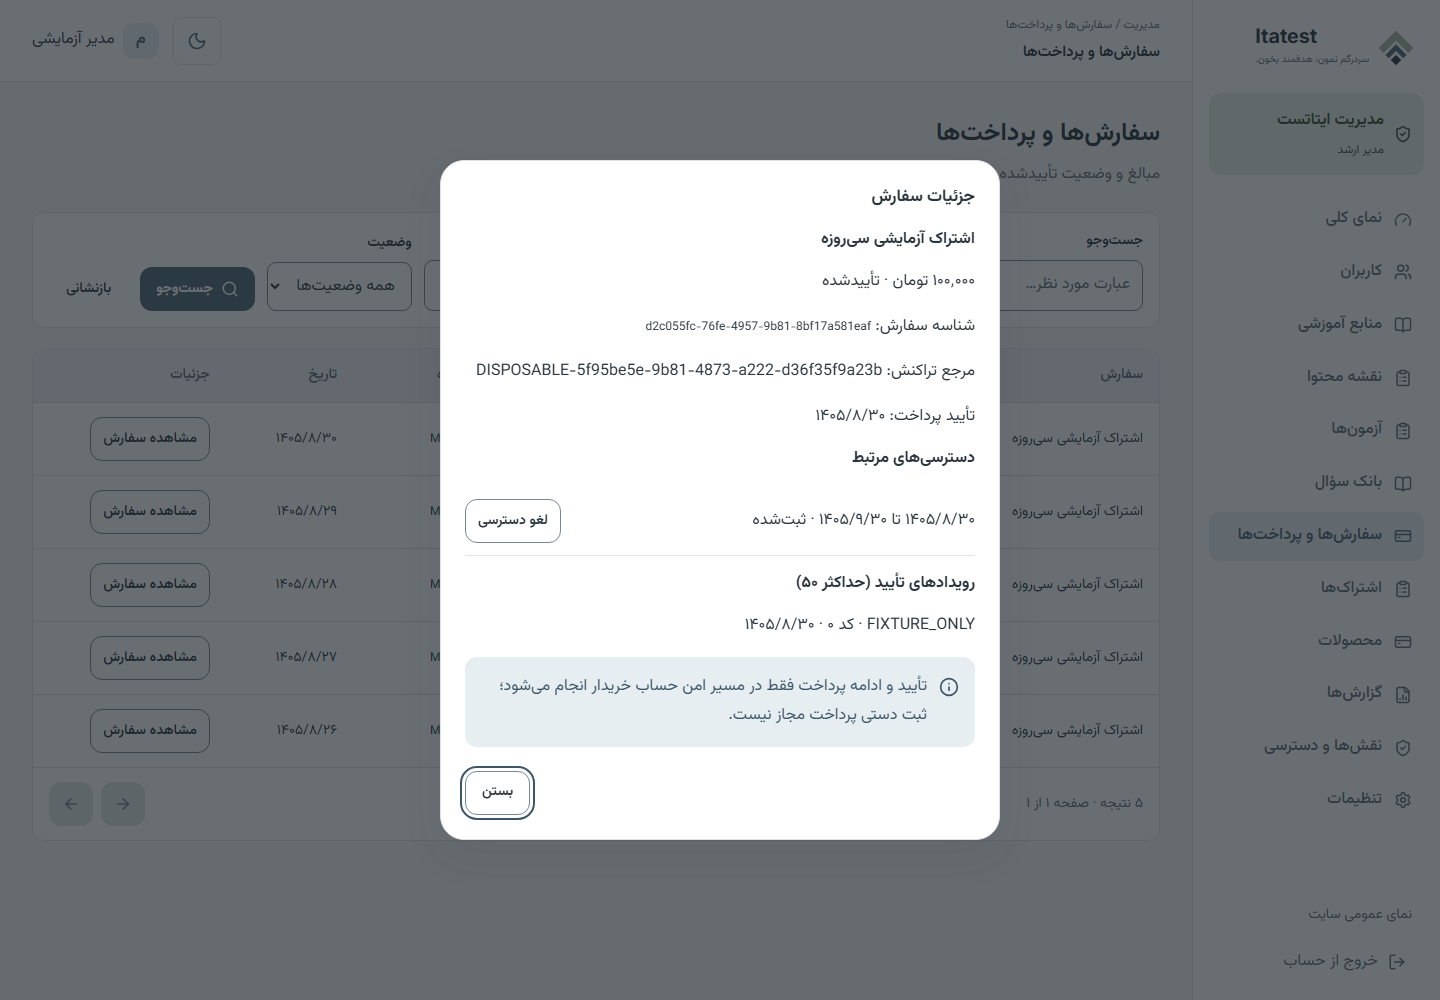 Itatest
سردرگم نمون، هدفمند بخون.
مدیریت ایتاتست
مدیر ارشد
نمای کلی
کاربران
منابع آموزشی
نقشه محتوا
آزمون‌ها
بانک سؤال
سفارش‌ها و پرداخت‌ها
اشتراک‌ها
محصولات
گزارش‌ها
نقش‌ها و دسترسی
تنظیمات
نمای عمومی سایت
خروج از حساب
مدیریت / سفارش‌ها و پرداخت‌ها
سفارش‌ها و پرداخت‌ها
م
مدیر آزمایشی
سفارش‌ها و پرداخت‌ها
مبالغ و وضعیت تأییدشده
جست‌وجو
وضعیت
عبارت مورد نظر...
همه وضعیت‌ها
جست‌وجو
بازنشانی
سفارش
تاریخ
جزئیات
اشتراک آزمایشی سی‌روزه
۱۴۰۵/۸/۳۰
مشاهده سفارش
اشتراک آزمایشی سی‌روزه
۱۴۰۵/۸/۲۹
مشاهده سفارش
اشتراک آزمایشی سی‌روزه
۱۴۰۵/۸/۲۸
مشاهده سفارش
اشتراک آزمایشی سی‌روزه
۱۴۰۵/۸/۲۷
مشاهده سفارش
اشتراک آزمایشی سی‌روزه
۱۴۰۵/۸/۲۶
مشاهده سفارش
۵ نتیجه · صفحه ۱ از ۱
جزئیات سفارش
اشتراک آزمایشی سی‌روزه
۱۰۰,۰۰۰ تومان · تأییدشده
شناسه سفارش: d2c055fc-76fe-4957-9b81-8bf17a581eaf
مرجع تراکنش: DISPOSABLE-5f95be5e-9b81-4873-a222-d36f35f9a23b
تأیید پرداخت: ۱۴۰۵/۸/۳۰
دسترسی‌های مرتبط
۱۴۰۵/۸/۳۰ تا ۱۴۰۵/۹/۳۰ · ثبت‌شده
لغو دسترسی
رویدادهای تأیید (حداکثر ۵۰)
FIXTURE_ONLY · کد ۰ · ۱۴۰۵/۸/۳۰
تأیید و ادامه پرداخت فقط در مسیر امن حساب خریدار انجام می‌شود؛
ثبت دستی پرداخت مجاز نیست.
بستن